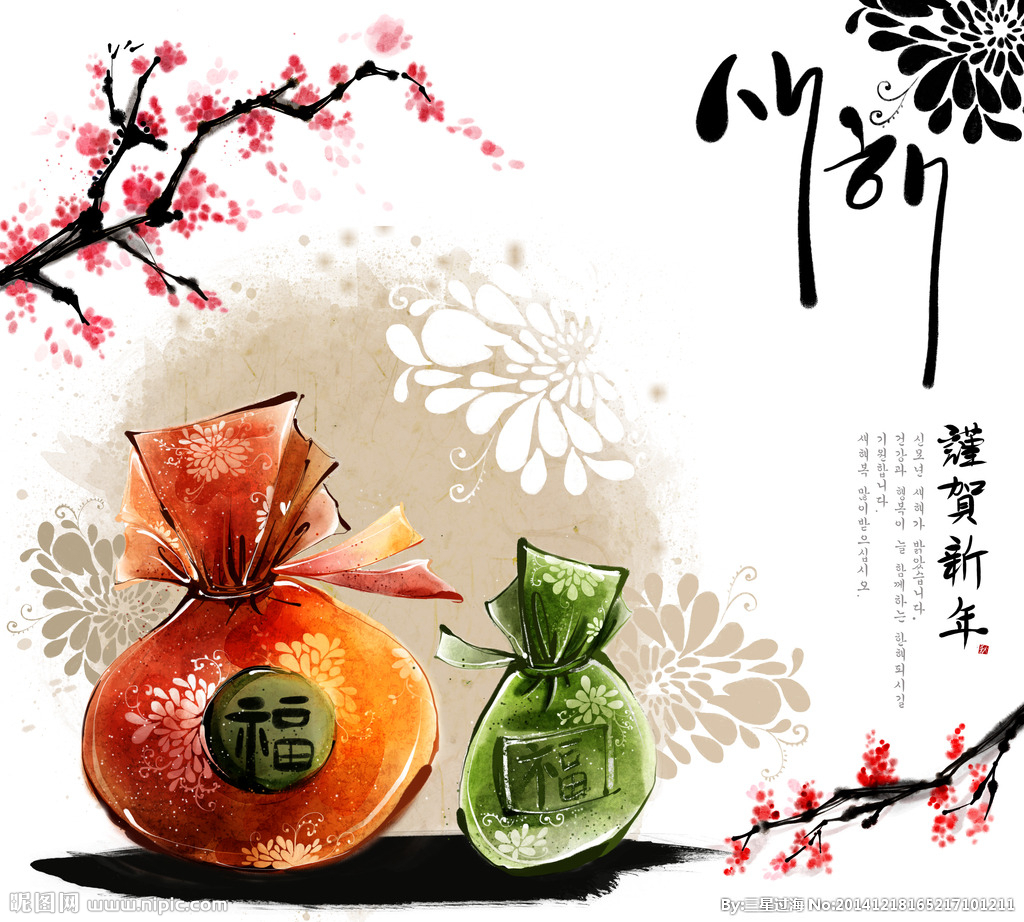 새해
謹賀新年
신묘년 새해가 밝았습니다.
건강과 행복이 늘 함께하는 한해되시길
기원합니다.
새해복 많이받으십시오.
福
福
昵图网 www.nipic.com
By:三星过海 No:20141218165217101211